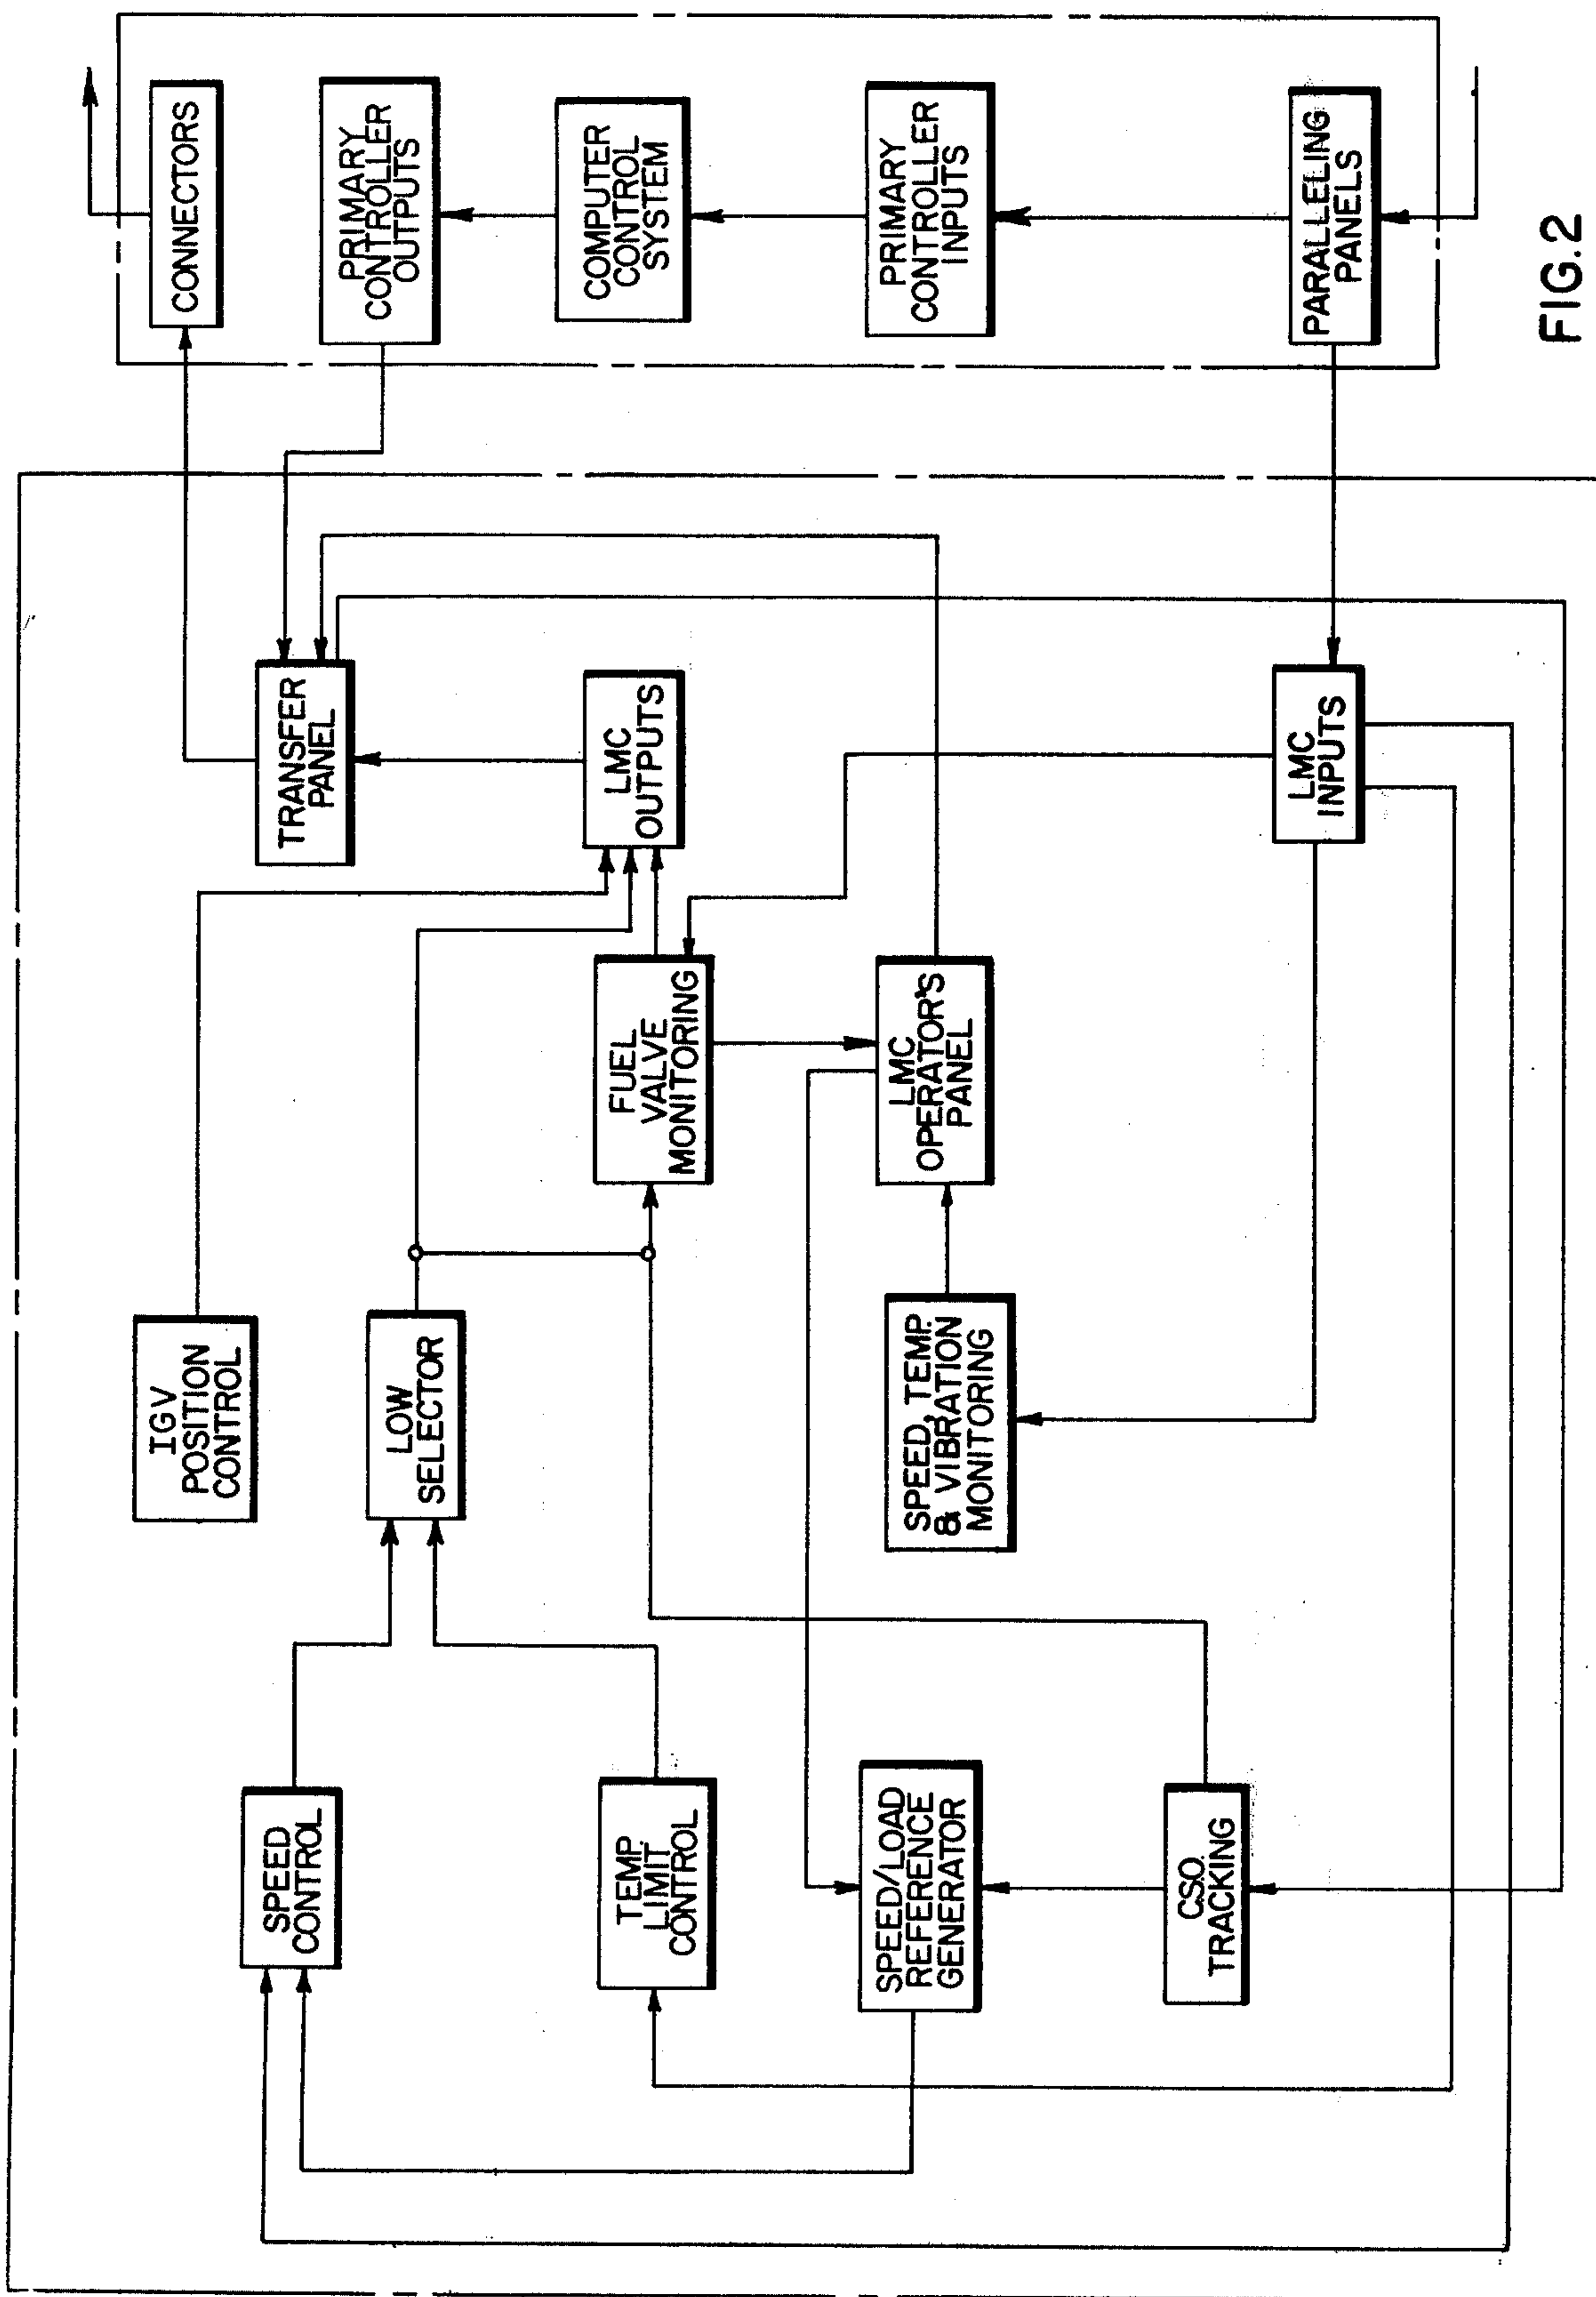 SPEED
CONTROL
TEMP.
LIMIT
CONTROL
SPEED/LOAD
REFERENCE
GENERATOR
C.S.O.
TRACKING
IGV
POSITION
CONTROL
LOW
SELECTOR
SPEED, TEMP.
& VIBRATION
MONITORING
FUEL
VALVE
MONITORING
LMC
OPERATOR'S
PANEL
TRANSFER
PANEL
LMC
OUTPUTS
LMC
INPUTS
CONNECTORS
PRIMARY
CONTROLLER
OUTPUTS
COMPUTER
CONTROL
SYSTEM
PRIMARY
CONTROLLER
INPUTS
PARALLELING
PANELS
FIG.2